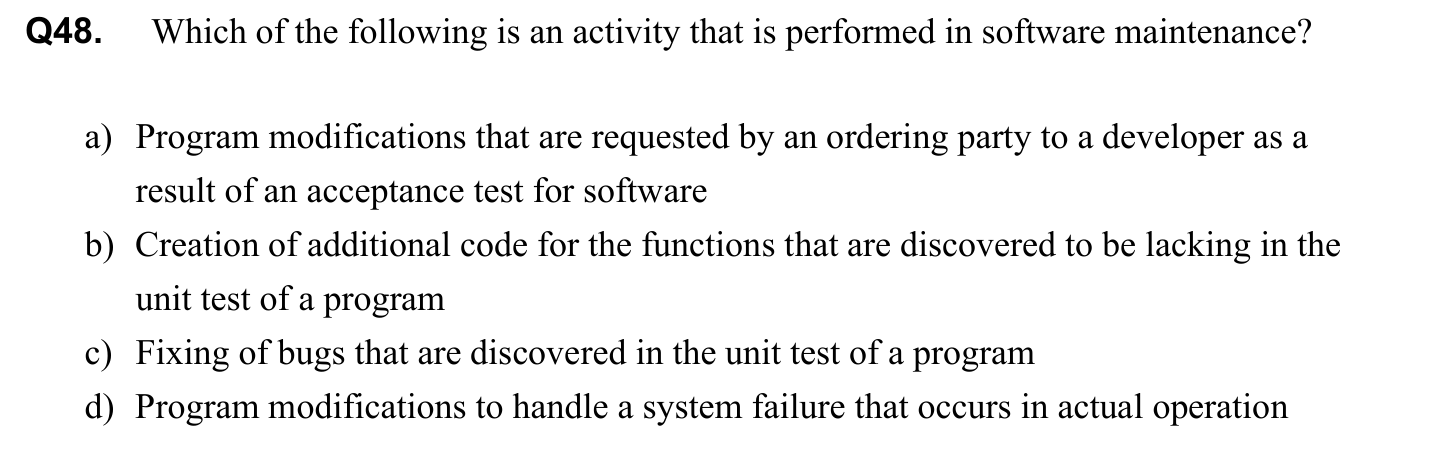 Q48. Which of the following is an activity that is performed in software maintenance?
a) Program modifications that are requested by an ordering party to a developer as a
result of an acceptance test for software
b) Creation of additional code for the functions that are discovered to be lacking in the
unit test of a program
c) Fixing of bugs that are discovered in the unit test of a program
d) Program modifications to handle a system failure that occurs in actual operation